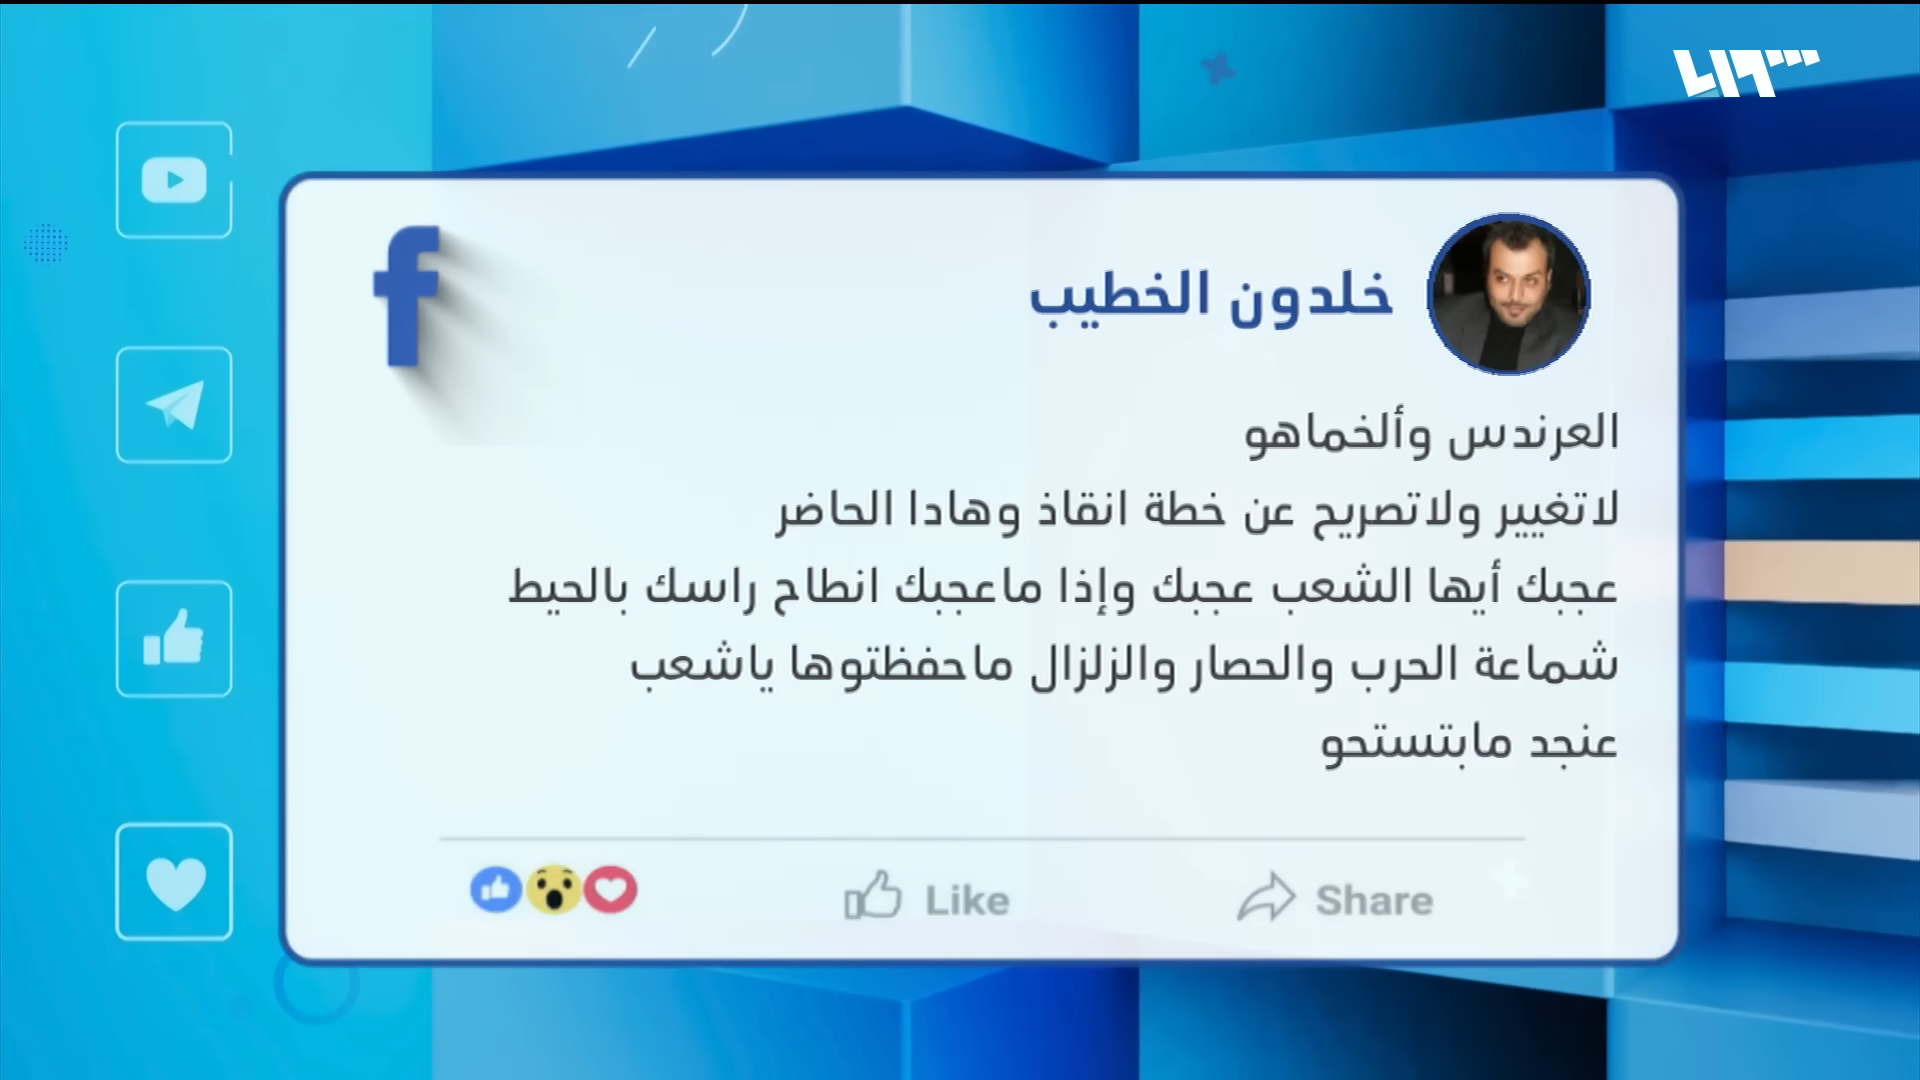 خلدون الخطيب
العرندس وألخماهو
لاتغيير ولاتصريح عن خطة انقاذ وهادا الحاضر
عجبك أيها الشعب عجبك وإذا ماعجبك انطاح راسك بالحيط
شماعة الحرب والحصار والزلزال ماحفظتوها ياشعب
عنجد مابتستحو
Like
Share